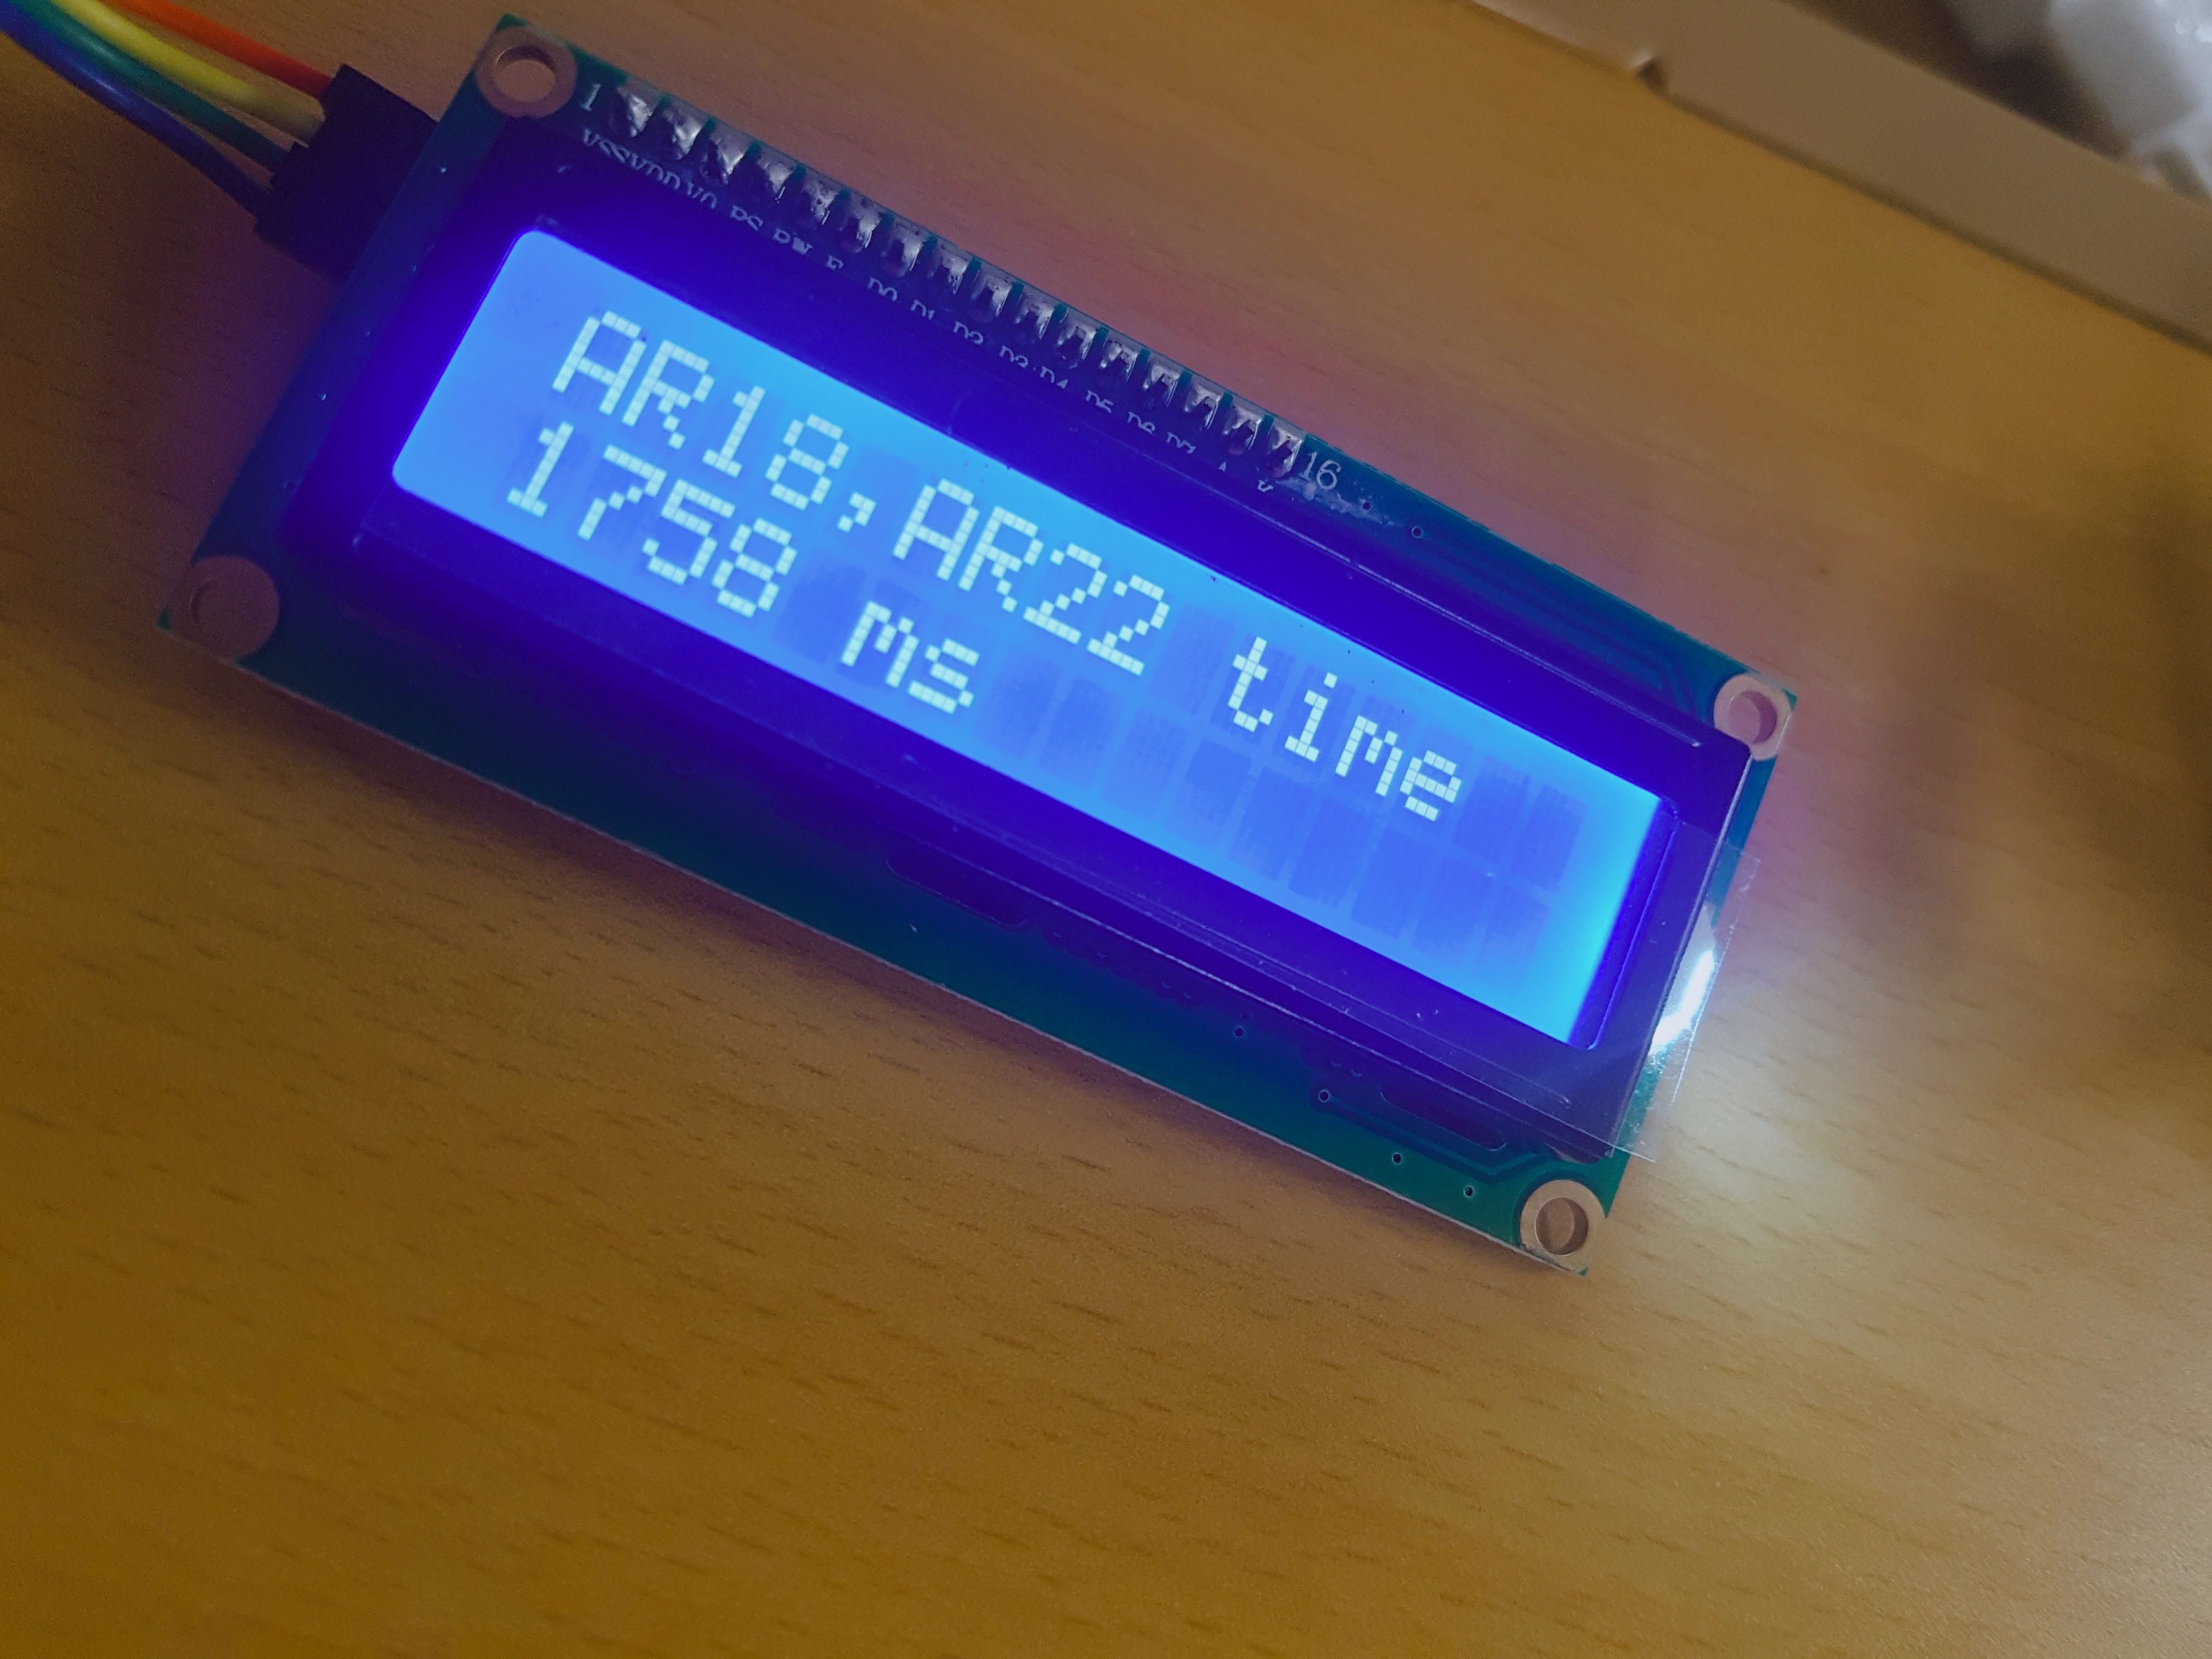 1
VSS VDD V0 RS RW E D0 D1 D2 D3 D4 D5 D6 D7 A K
16
AR18,AR22 time
1758 ms